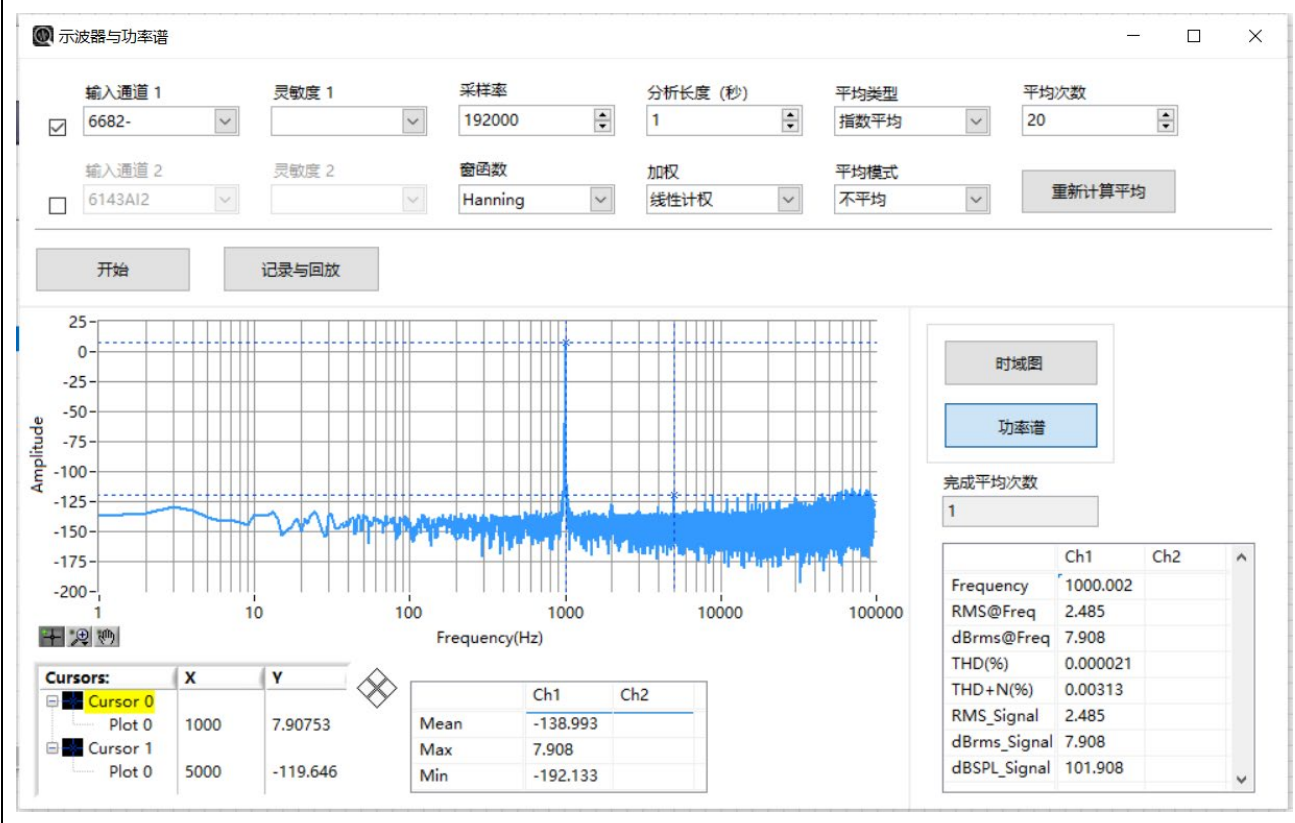 示波器与功率谱
输入通道 1 灵敏度 1 采样率 分析长度（秒） 平均类型 平均次数
6682- 192000 1 指数平均 20
输入通道 2 灵敏度 2 窗函数 加权 平均模式
6143AI2 Hanning 线性计权 不平均 重新计算平均
开始 记录与回放
25
0
-25
-50
-75
-100
-125
-150
-175
-200
Amplitude
1 10 100 1000 10000 100000
Frequency(Hz)
时域图
功率谱
完成平均次数
1
Ch1 Ch2
Frequency 1000.002
RMS@Freq 2.485
dBrms@Freq 7.908
THD(%) 0.000021
THD+N(%) 0.00313
RMS_Signal 2.485
dBrms_Signal 7.908
dBSPL_Signal 101.908
Cursors: X Y
Cursor 0
Plot 0 1000 7.90753
Cursor 1
Plot 0 5000 -119.646
Ch1 Ch2
Mean -138.993
Max 7.908
Min -192.133